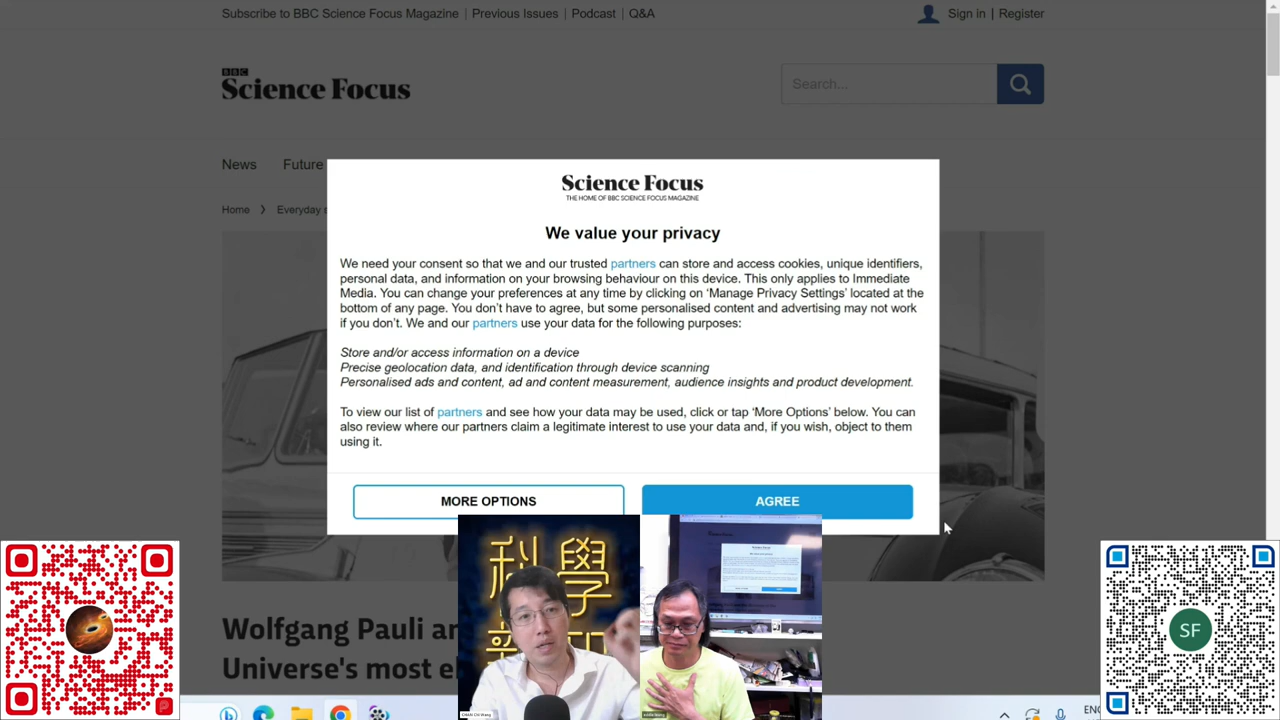 Subscribe to BBC Science Focus Magazine | Previous Issues | Podcast | Q&A
Sign in | Register
BBC
Science Focus
Search...
News
Future
Home > Everyday
Science Focus
THE HOME OF BBC SCIENCE FOCUS MAGAZINE
We value your privacy
We need your consent so that we and our trusted partners can store and access cookies, unique identifiers,
personal data, and information on your browsing behaviour on this device. This only applies to Immediate
Media. You can change your preferences at any time by clicking on ‘Manage Privacy Settings’ located at the
bottom of any page. You don’t have to agree, but some personalised content and advertising may not work
if you don’t. We and our partners use your data for the following purposes:
Store and/or access information on a device
Precise geolocation data, and identification through device scanning
Personalised ads and content, ad and content measurement, audience insights and product development.
To view our list of partners and see how your data may be used, click or tap ‘More Options’ below. You can
also review where our partners claim a legitimate interest to use your data and, if you wish, object to them
using it.
MORE OPTIONS
AGREE
科學
SF
Wolfgang Pauli
Universe's most
ENG